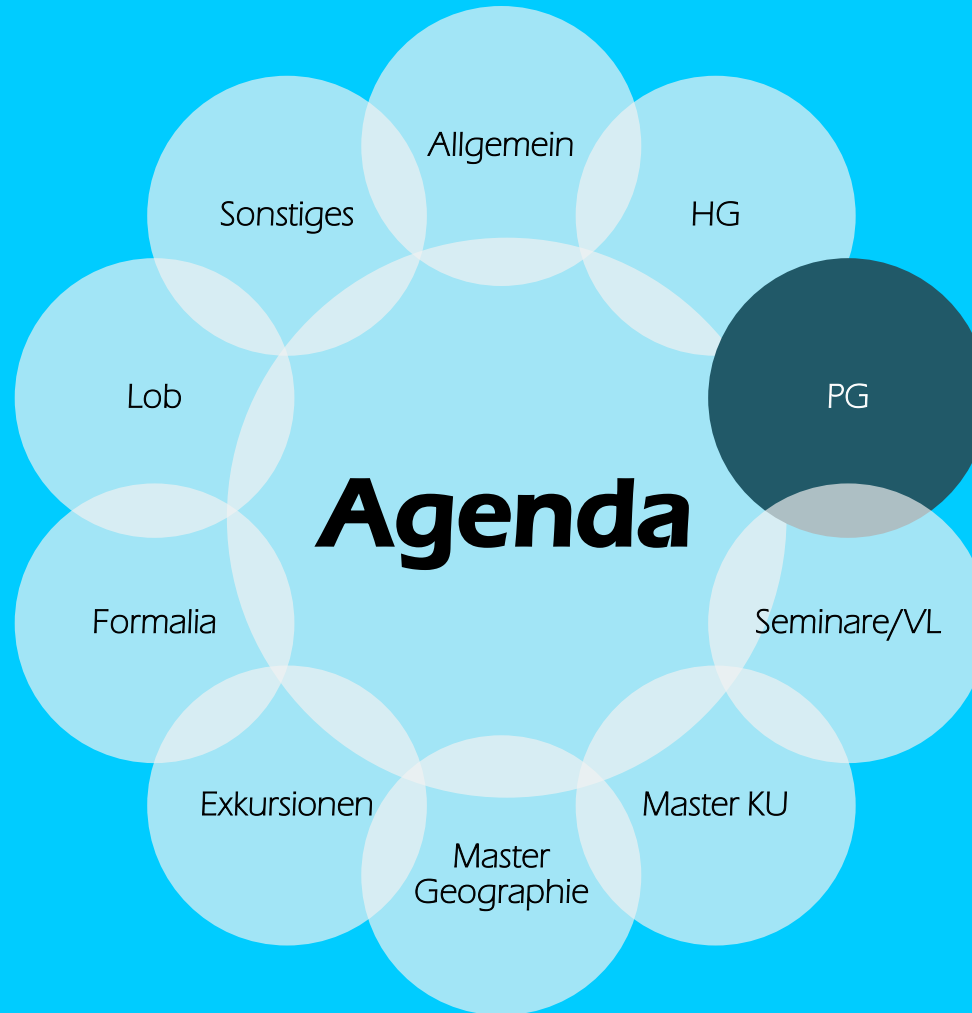 Allgemein
HG
PG
Seminare/VL
Master KU
Master
Geographie
Exkursionen
Formalia
Lob
Sonstiges
Agenda